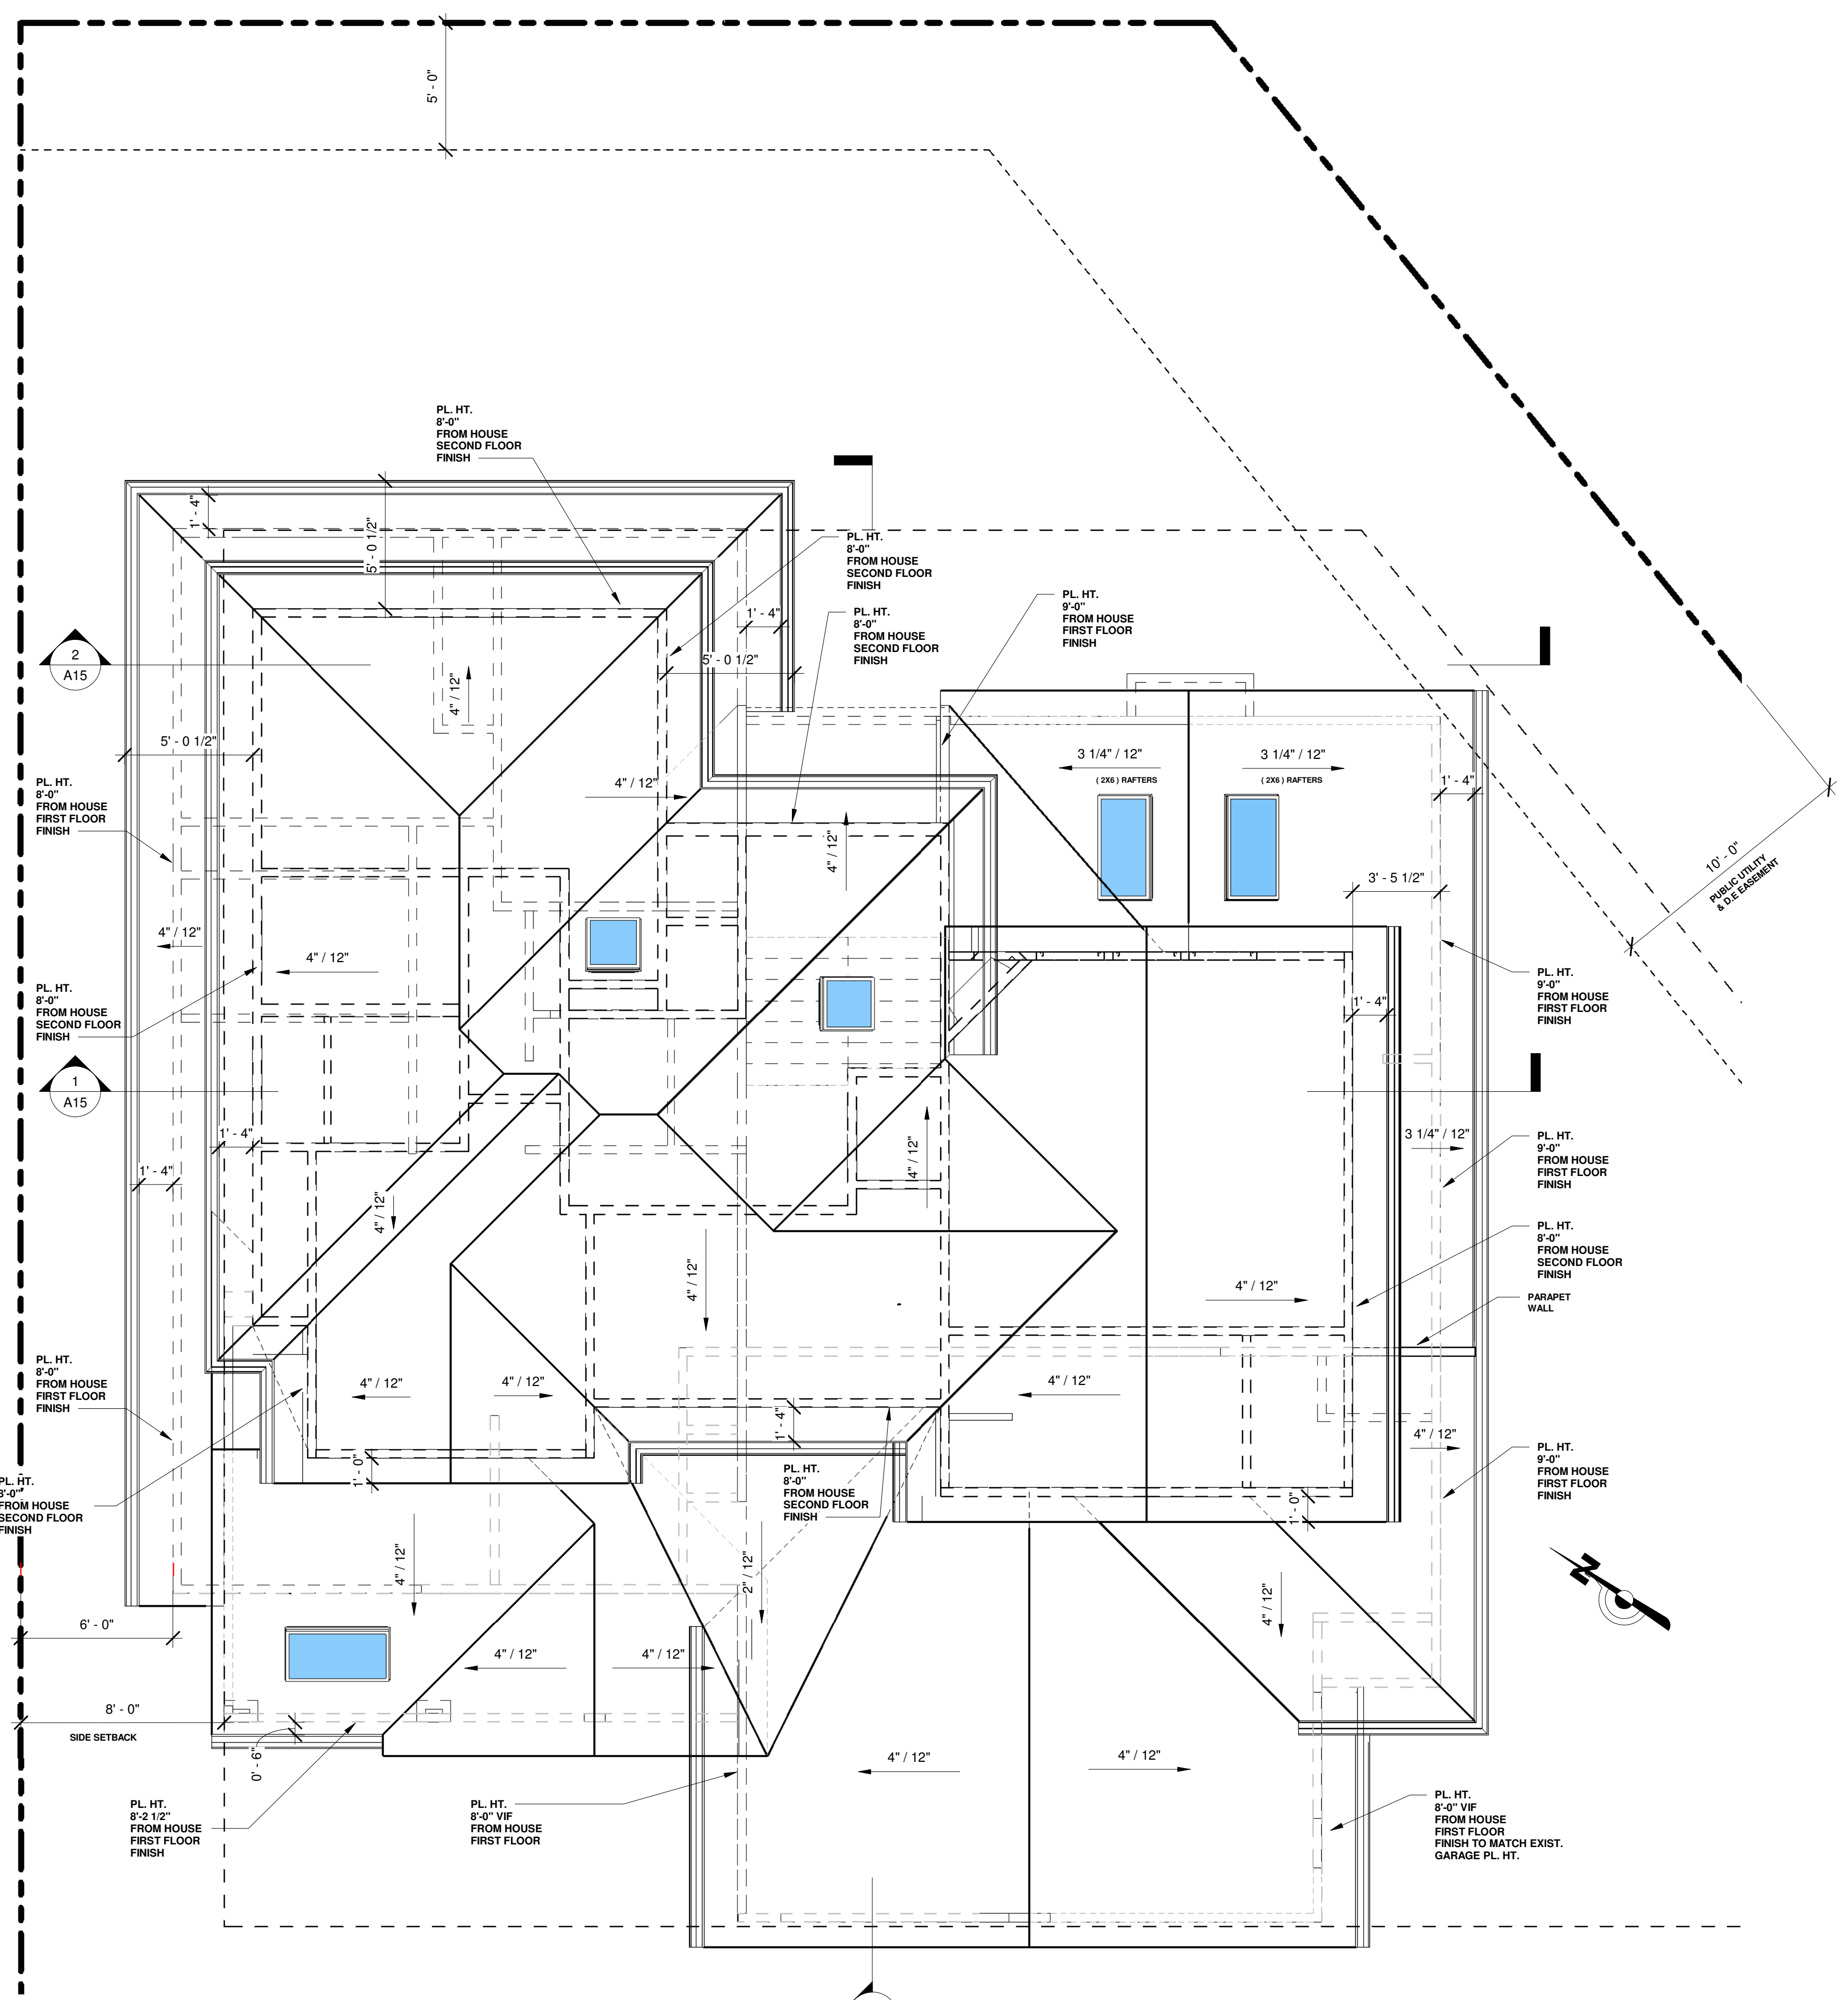 5' - 0"
PL. HT.
8'-0"
FROM HOUSE
SECOND FLOOR
FINISH
1' - 4"
5' - 0 1/2"
PL. HT.
8'-0"
FROM HOUSE
SECOND FLOOR
FINISH
PL. HT.
8'-0"
FROM HOUSE
SECOND FLOOR
FINISH
PL. HT.
9'-0"
FROM HOUSE
FIRST FLOOR
FINISH
1' - 4"
5' - 0 1/2"
2
A15
4" / 12"
5' - 0 1/2"
3 1/4" / 12"
( 2X6 ) RAFTERS
3 1/4" / 12"
( 2X6 ) RAFTERS
1' - 4"
4" / 12"
PL. HT.
8'-0"
FROM HOUSE
FIRST FLOOR
FINISH
4" / 12"
10' - 0"
PUBLIC UTILITY
& D.E EASEMENT
3' - 5 1/2"
4" / 12"
4" / 12"
PL. HT.
9'-0"
FROM HOUSE
FIRST FLOOR
FINISH
PL. HT.
8'-0"
FROM HOUSE
SECOND FLOOR
FINISH
1' - 4"
1
A15
1' - 4"
1' - 4"
4" / 12"
3 1/4" / 12"
PL. HT.
9'-0"
FROM HOUSE
FIRST FLOOR
FINISH
4" / 12"
4" / 12"
4" / 12"
PL. HT.
8'-0"
FROM HOUSE
SECOND FLOOR
FINISH
PARAPET
WALL
PL. HT.
8'-0"
FROM HOUSE
FIRST FLOOR
FINISH
4" / 12"
4" / 12"
4" / 12"
1' - 4"
4" / 12"
PL. HT.
9'-0"
FROM HOUSE
FIRST FLOOR
FINISH
1' - 0"
PL. HT.
8'-0"
FROM HOUSE
SECOND FLOOR
FINISH
PL. HT.
8'-0"
FROM HOUSE
SECOND FLOOR
FINISH
1' - 0"
4" / 12"
2" / 12"
4" / 12"
N
6' - 0"
4" / 12"
4" / 12"
8' - 0"
SIDE SETBACK
0' - 6"
4" / 12"
4" / 12"
PL. HT.
8'-2 1/2"
FROM HOUSE
FIRST FLOOR
FINISH
PL. HT.
8'-0" VIF
FROM HOUSE
FIRST FLOOR
PL. HT.
8'-0" VIF
FROM HOUSE
FIRST FLOOR
FINISH TO MATCH EXIST.
GARAGE PL. HT.